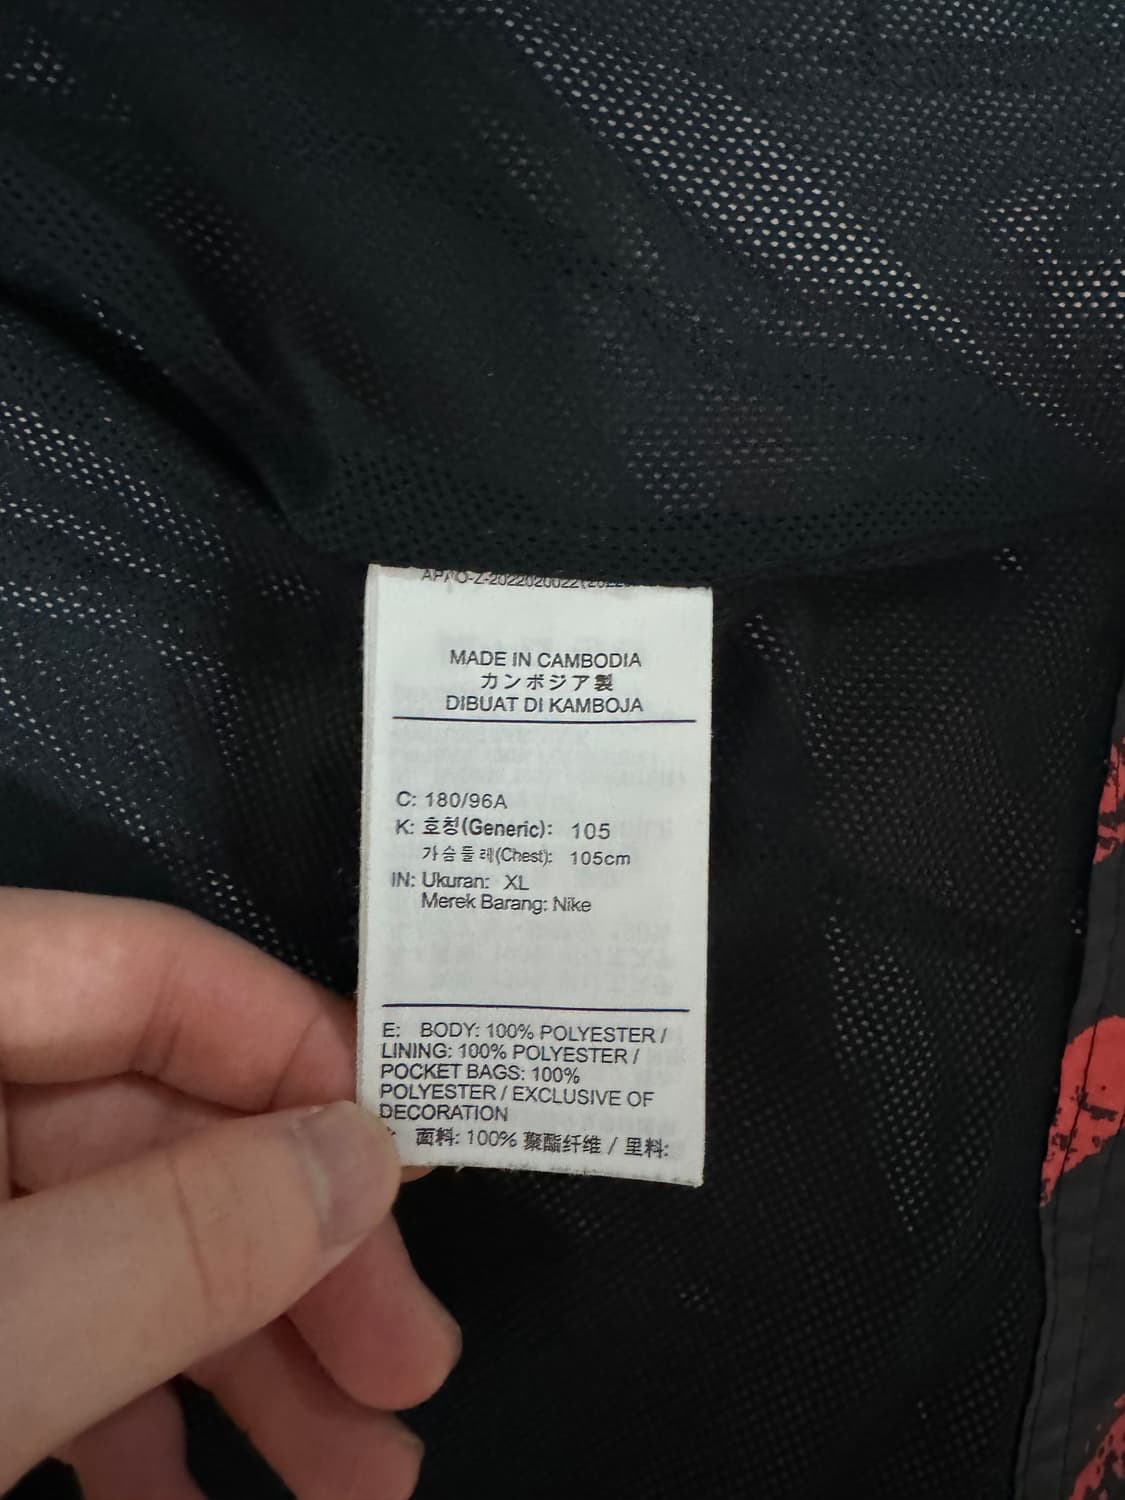 MADE IN CAMBODIA
カンボジア製
DIBUAT DI KAMBOJA
C: 180/96A
K: 호칭(Generic): 105
가슴둘레(Chest): 105cm
IN: Ukuran: XL
Merek Barang: Nike
E: BODY: 100% POLYESTER /
LINING: 100% POLYESTER /
POCKET BAGS: 100%
POLYESTER / EXCLUSIVE OF
DECORATION
面料: 100% 聚酯纤维 / 里料: